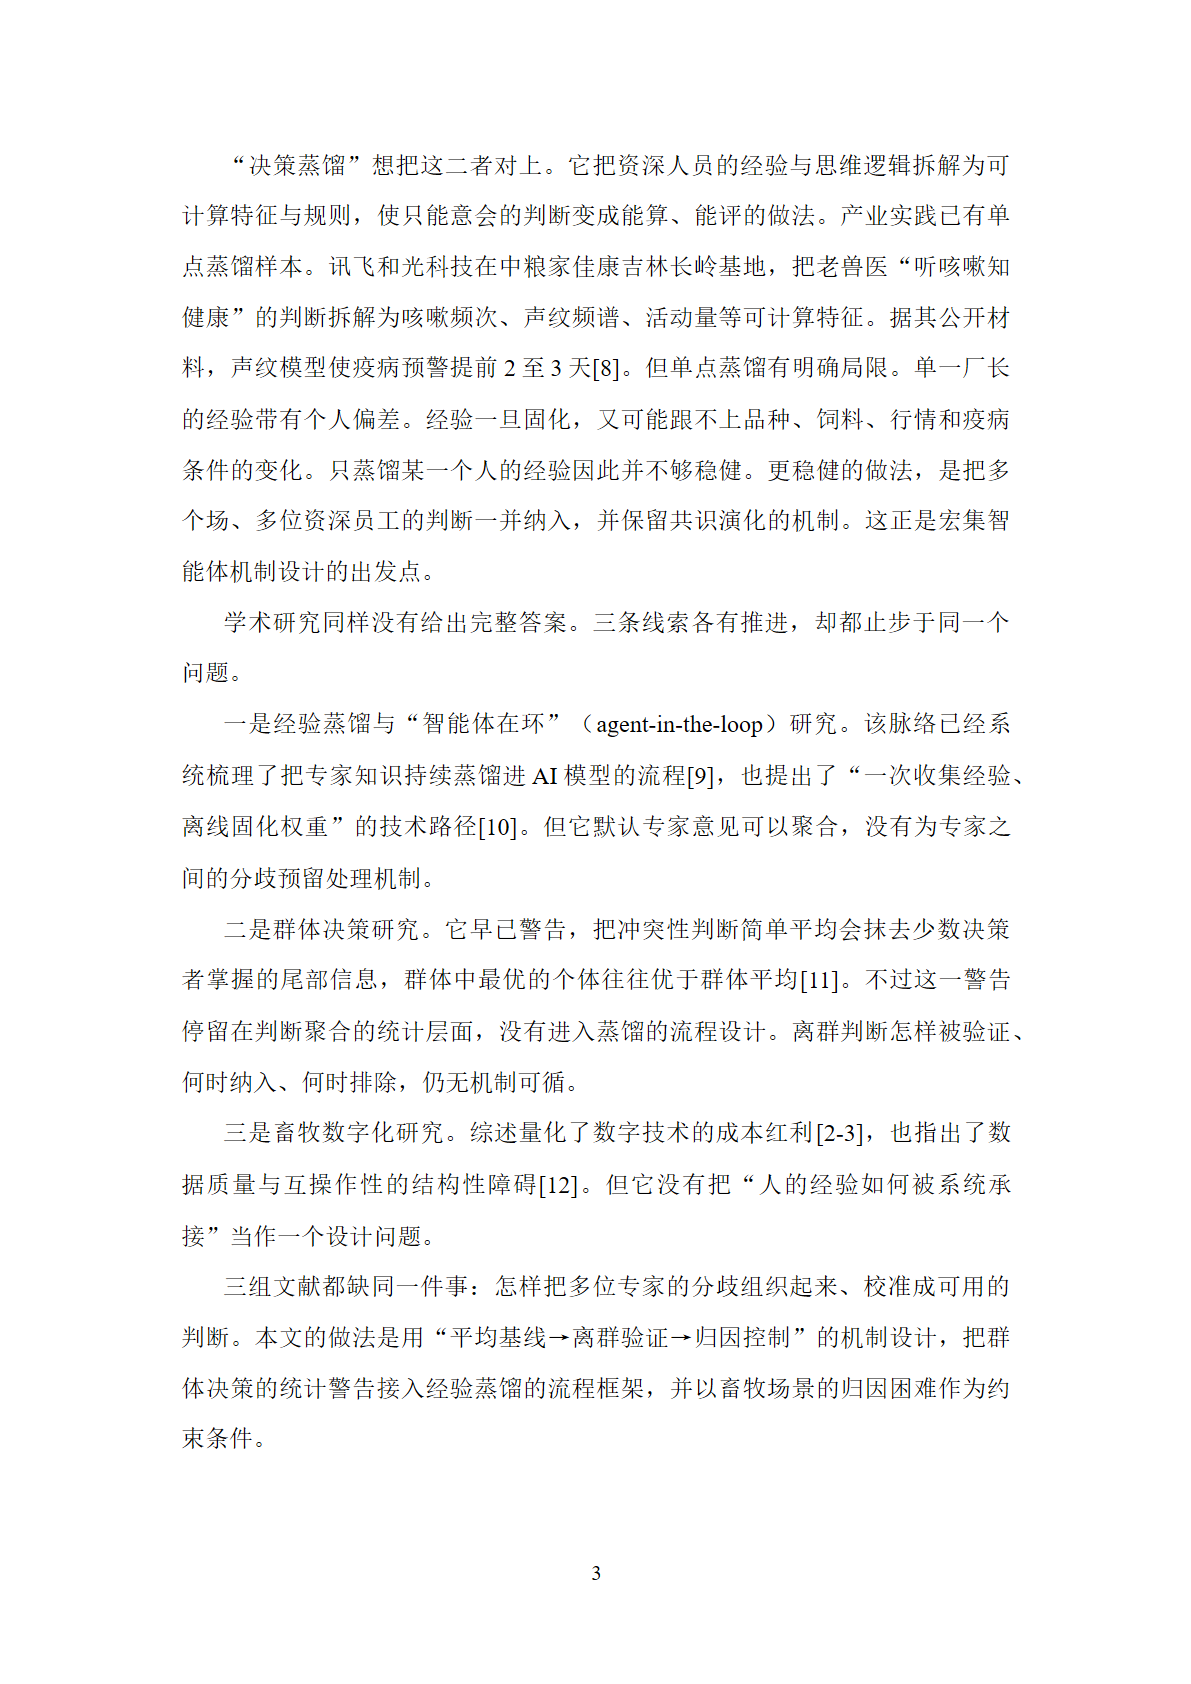 “决策蒸馏”想把这二者对上。它把资深人员的经验与思维逻辑拆解为可
计算特征与规则，使只能意会的判断变成能算、能评的做法。产业实践已有单
点蒸馏样本。讯飞和光科技在中粮家佳康吉林长岭基地，把老兽医“听咳嗽知
健康”的判断拆解为咳嗽频次、声纹频谱、活动量等可计算特征。据其公开材
料，声纹模型使疫病预警提前 2 至 3 天[8]。但单点蒸馏有明确局限。单一厂长
的经验带有个人偏差。经验一旦固化，又可能跟不上品种、饲料、行情和疫病
条件的变化。只蒸馏某一个人的经验因此并不够稳健。更稳健的做法，是把多
个场、多位资深员工的判断一并纳入，并保留共识演化的机制。这正是宏集智
能体机制设计的出发点。
学术研究同样没有给出完整答案。三条线索各有推进，却都止步于同一个
问题。
一是经验蒸馏与“智能体在环”（agent-in-the-loop）研究。该脉络已经系
统梳理了把专家知识持续蒸馏进 AI 模型的流程[9]，也提出了“一次收集经验、
离线固化权重”的技术路径[10]。但它默认专家意见可以聚合，没有为专家之
间的分歧预留处理机制。
二是群体决策研究。它早已警告，把冲突性判断简单平均会抹去少数决策
者掌握的尾部信息，群体中最优的个体往往优于群体平均[11]。不过这一警告
停留在判断聚合的统计层面，没有进入蒸馏的流程设计。离群判断怎样被验证、
何时纳入、何时排除，仍无机制可循。
三是畜牧数字化研究。综述量化了数字技术的成本红利[2-3]，也指出了数
据质量与互操作性的结构性障碍[12]。但它没有把“人的经验如何被系统承
接”当作一个设计问题。
三组文献都缺同一件事：怎样把多位专家的分歧组织起来、校准成可用的
判断。本文的做法是用“平均基线→离群验证→归因控制”的机制设计，把群
体决策的统计警告接入经验蒸馏的流程框架，并以畜牧场景的归因困难作为约
束条件。
3